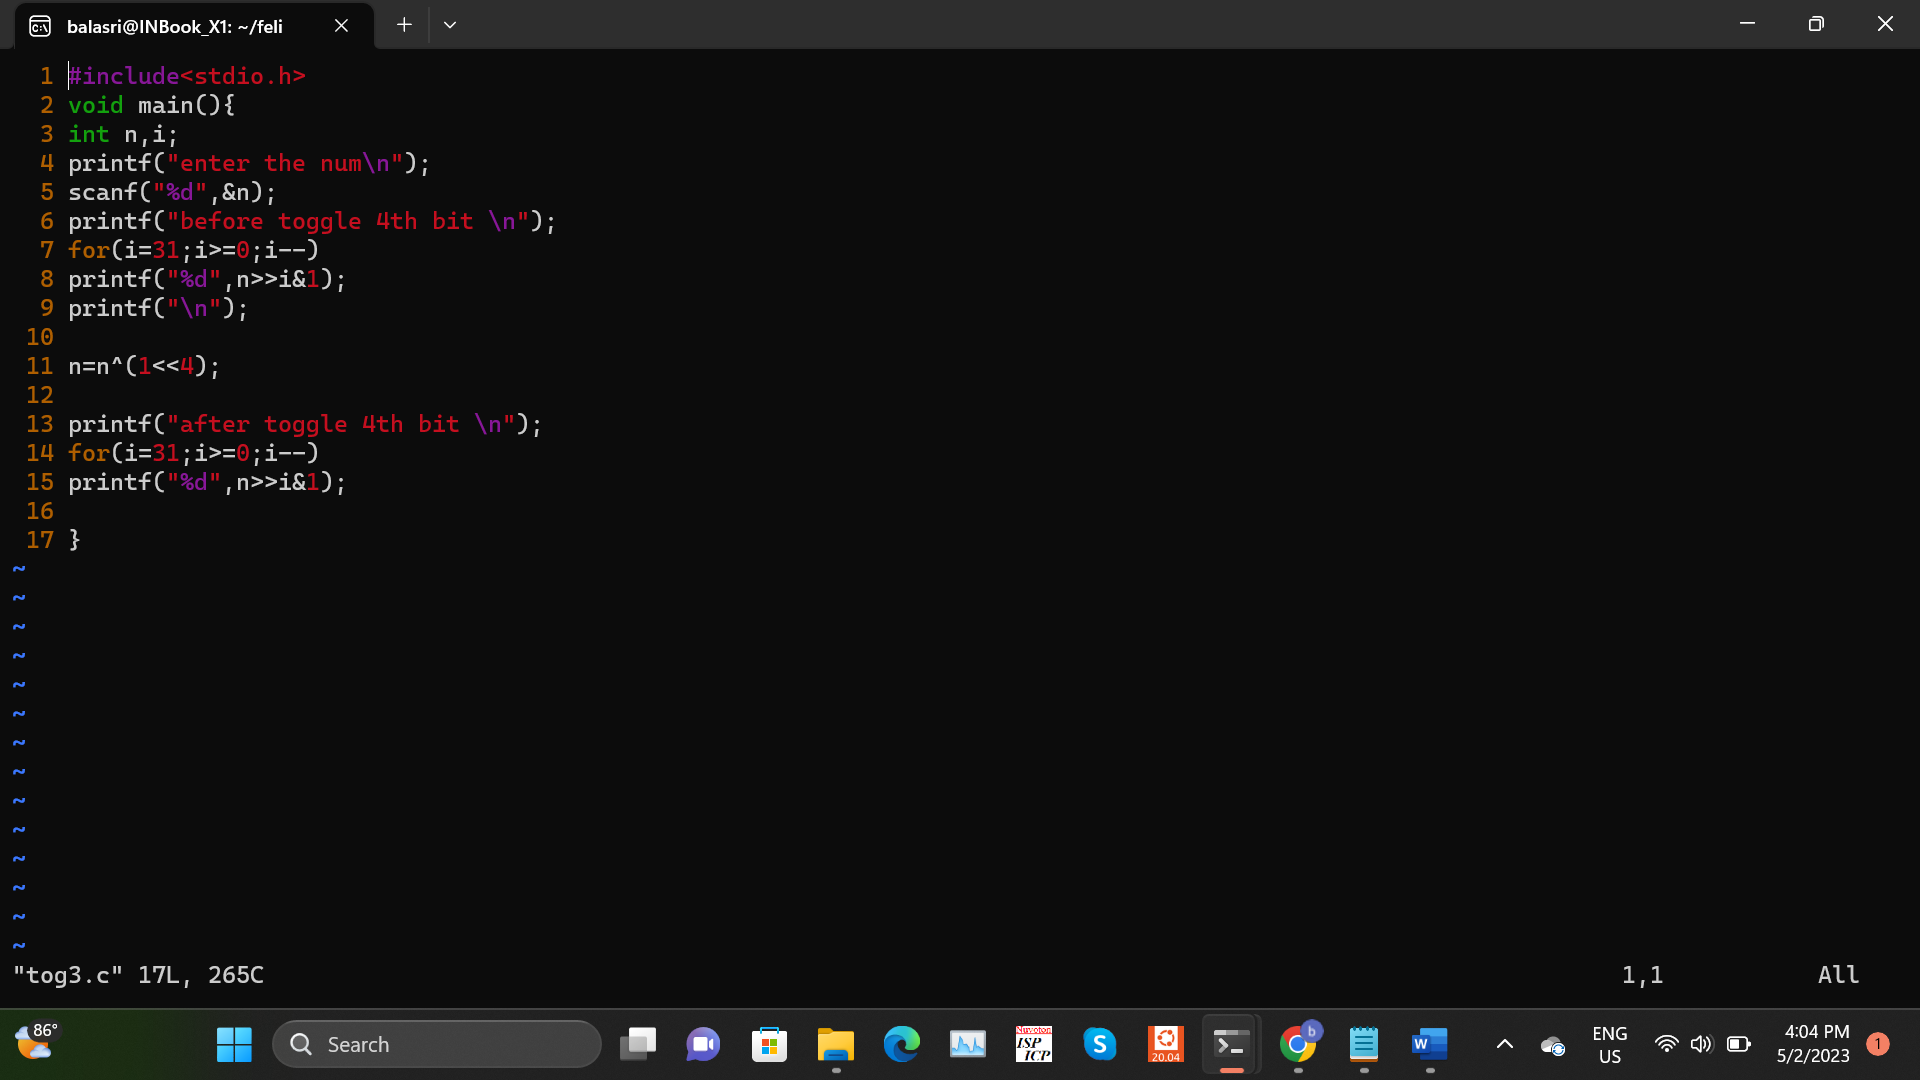 balasri@INBook_X1: ~/feli
1 #include<stdio.h>
2 void main(){
3 int n,i;
4 printf("enter the num\n");
5 scanf("%d",&n);
6 printf("before toggle 4th bit \n");
7 for(i=31;i>=0;i--)
8 printf("%d",n>>i&1);
9 printf("\n");
10
11 n=n^(1<<4);
12
13 printf("after toggle 4th bit \n");
14 for(i=31;i>=0;i--)
15 printf("%d",n>>i&1);
16
17 }
~
~
~
~
~
~
~
~
~
~
~
~
~
~
"tog3.c" 17L, 265C 1,1 All
86°
Search
Nuvoton
ISP
ICP
S
20.04
b
W
ENG
US
4:04 PM
5/2/2023
1